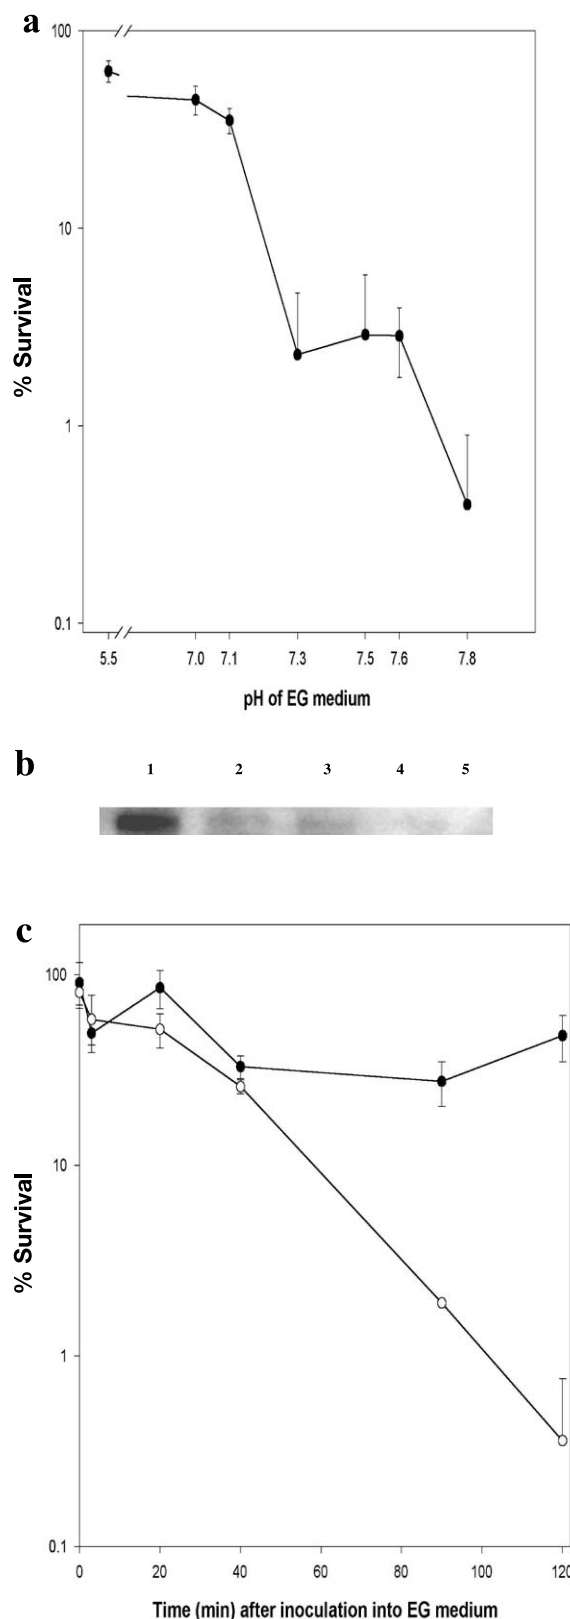 a
100
10
1
0.1
% Survival
5.5 7.0 7.1 7.3 7.5 7.6 7.8
pH of EG medium
b
1 2 3 4 5
c
100
10
1
0.1
% Survival
0 20 40 60 80 100 120
Time (min) after inoculation into EG medium